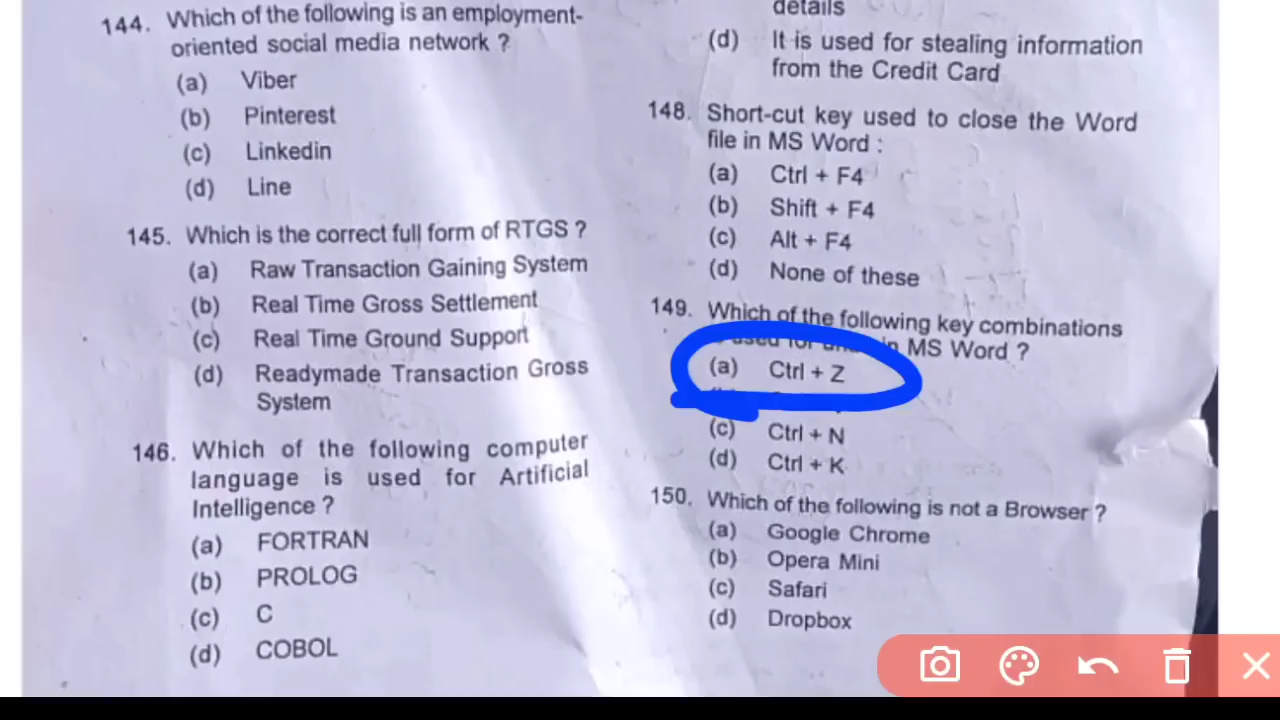 144. Which of the following is an employment-
oriented social media network ?
(a) Viber
(b) Pinterest
(c) Linkedin
(d) Line
145. Which is the correct full form of RTGS ?
(a) Raw Transaction Gaining System
(b) Real Time Gross Settlement
(c) Real Time Ground Support
(d) Readymade Transaction Gross
System
146. Which of the following computer
language is used for Artificial
Intelligence ?
(a) FORTRAN
(b) PROLOG
(c) C
(d) COBOL
details
(d) It is used for stealing information
from the Credit Card
148. Short-cut key used to close the Word
file in MS Word :
(a) Ctrl + F4
(b) Shift + F4
(c) Alt + F4
(d) None of these
149. Which of the following key combinations
used for in MS Word ?
(a) Ctrl + Z
(c) Ctrl + N
(d) Ctrl + K
150. Which of the following is not a Browser ?
(a) Google Chrome
(b) Opera Mini
(c) Safari
(d) Dropbox